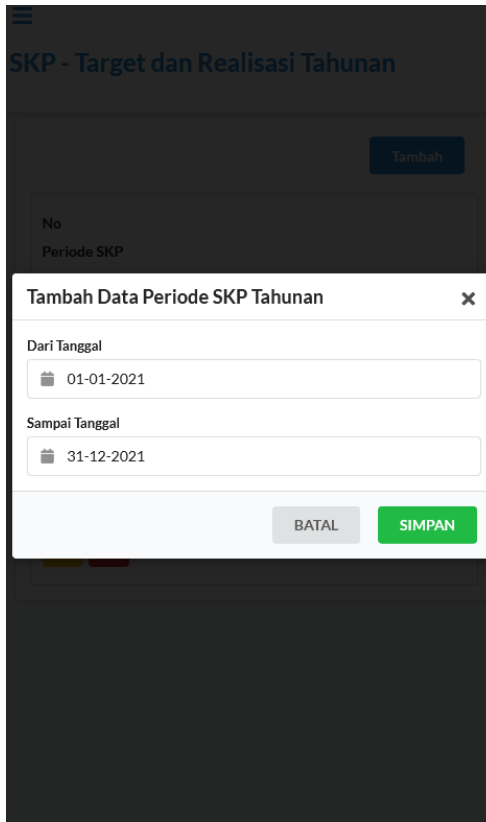 SKP - Target dan Realisasi Tahunan
Tambah
No
Periode SKP
Tambah Data Periode SKP Tahunan
Dari Tanggal
01-01-2021
Sampai Tanggal
31-12-2021
BATAL
SIMPAN